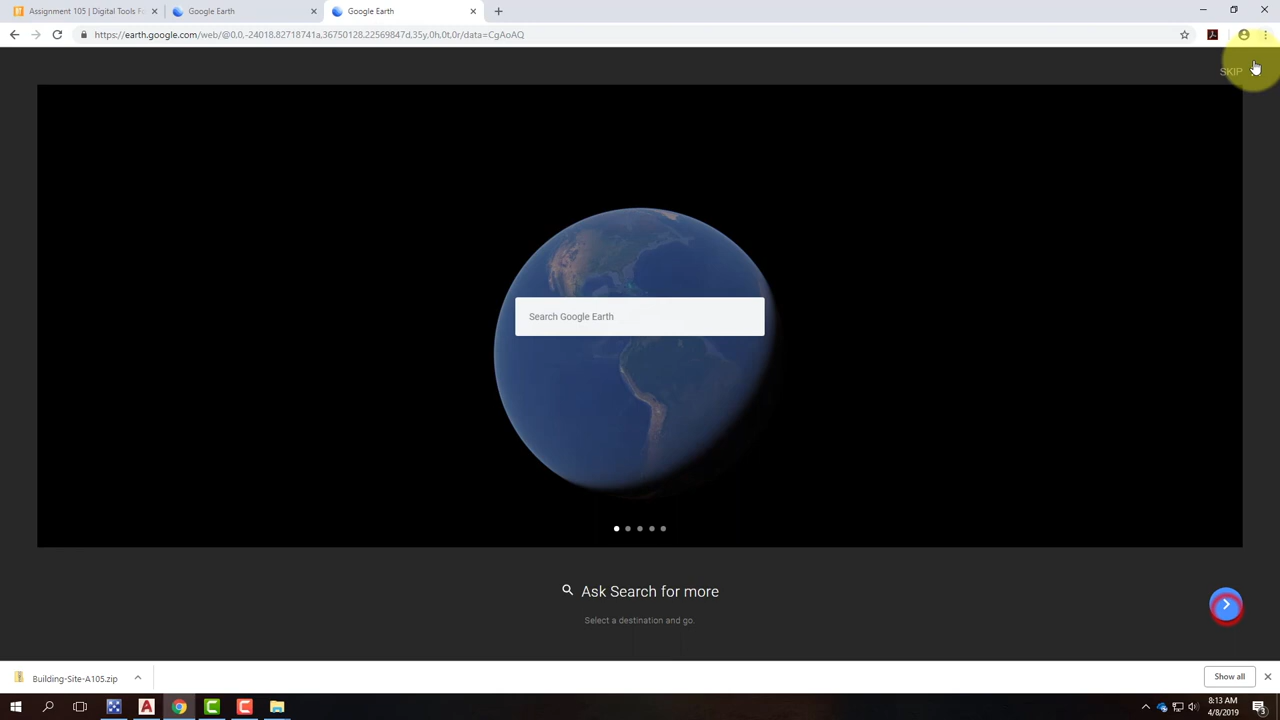 Assignment 105 | Digital Tools F
Google Earth
Google Earth
https://earth.google.com/web/@0,0,-24018.82718741a,36750128.22569847d,35y,0h,0t,0r/data=CgAoAQ
SKIP
Search Google Earth
Ask Search for more
Select a destination and go.
Building-Site-A105.zip
Show all
8:13 AM
4/8/2019
3